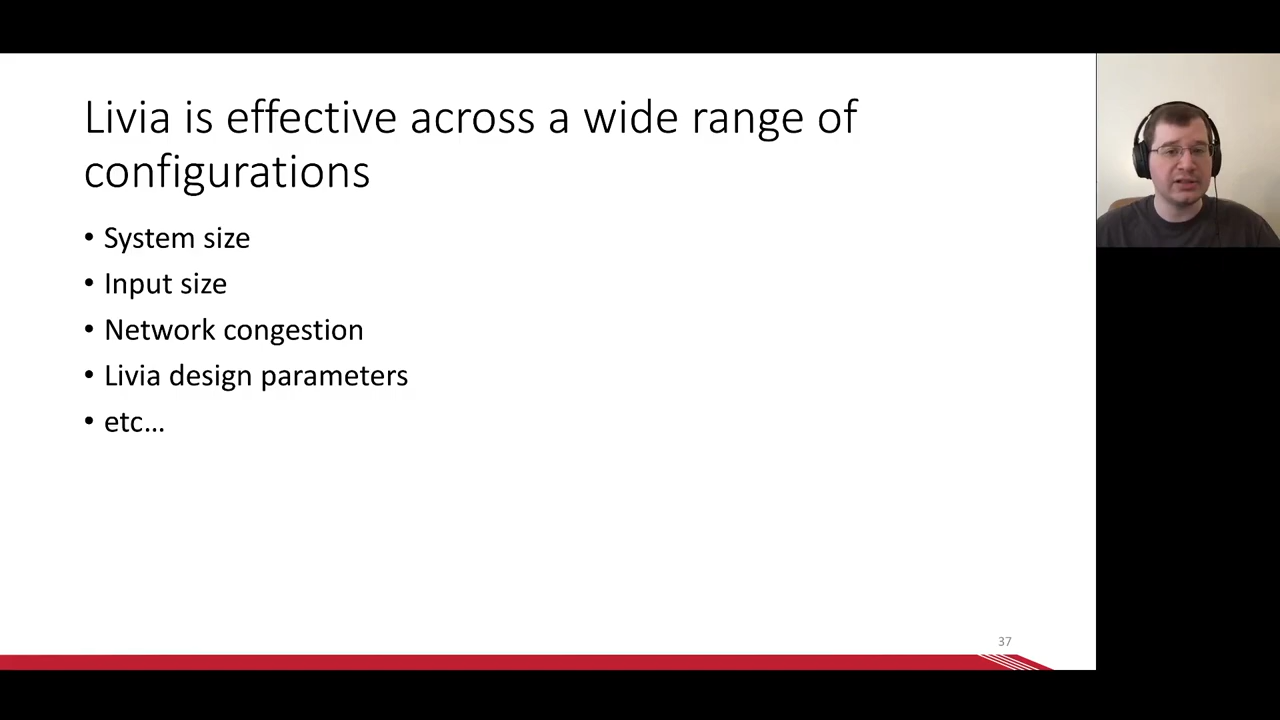 Livia is effective across a wide range of
configurations
• System size
• Input size
• Network congestion
• Livia design parameters
• etc…
37